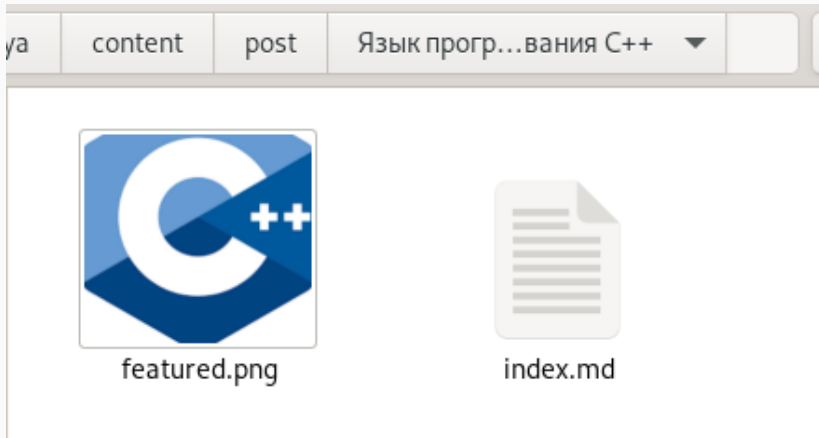 ya content post Язык прогр...вания C++
C++
featured.png index.md